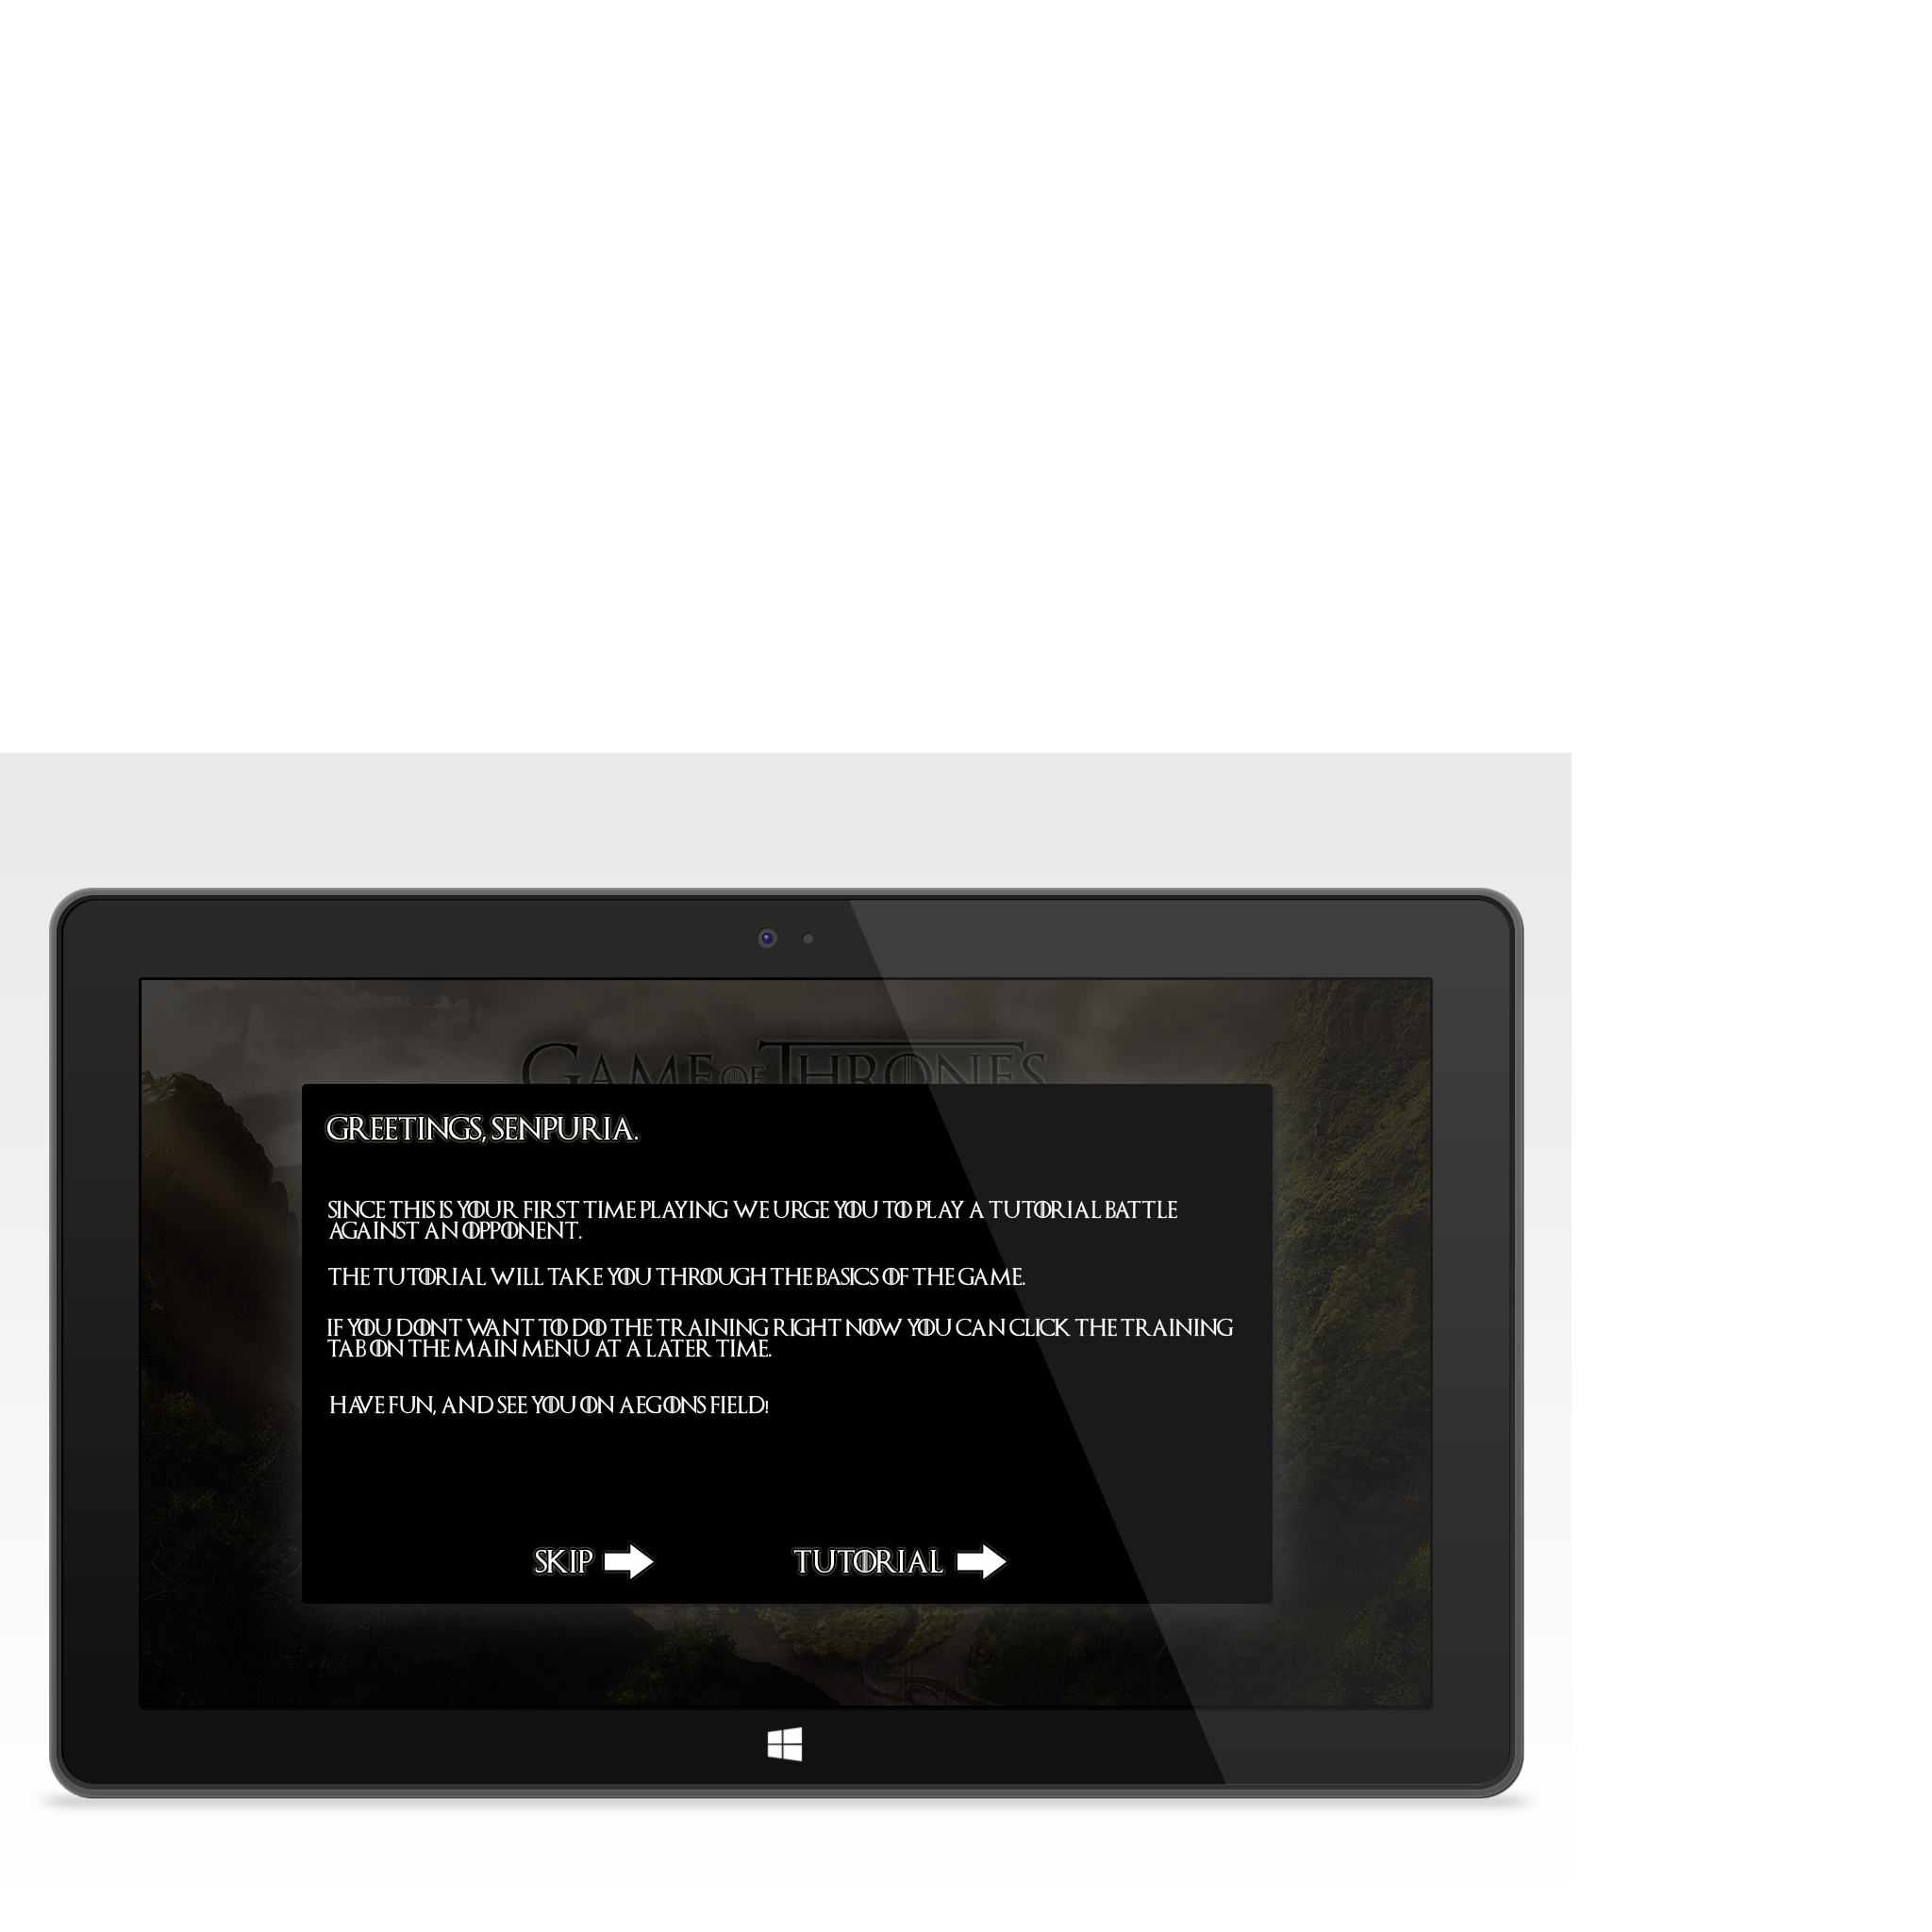 GAME OF THRONES
GREETINGS, SENPURIA.
SINCE THIS IS YOUR FIRST TIME PLAYING WE URGE YOU TO PLAY A TUTORIAL BATTLE
AGAINST AN OPPONENT.
THE TUTORIAL WILL TAKE YOU THROUGH THE BASICS OF THE GAME.
IF YOU DONT WANT TO DO THE TRAINING RIGHT NOW YOU CAN CLICK THE TRAINING
TAB ON THE MAIN MENU AT A LATER TIME.
HAVE FUN, AND SEE YOU ON AEGONS FIELD!
SKIP TUTORIAL